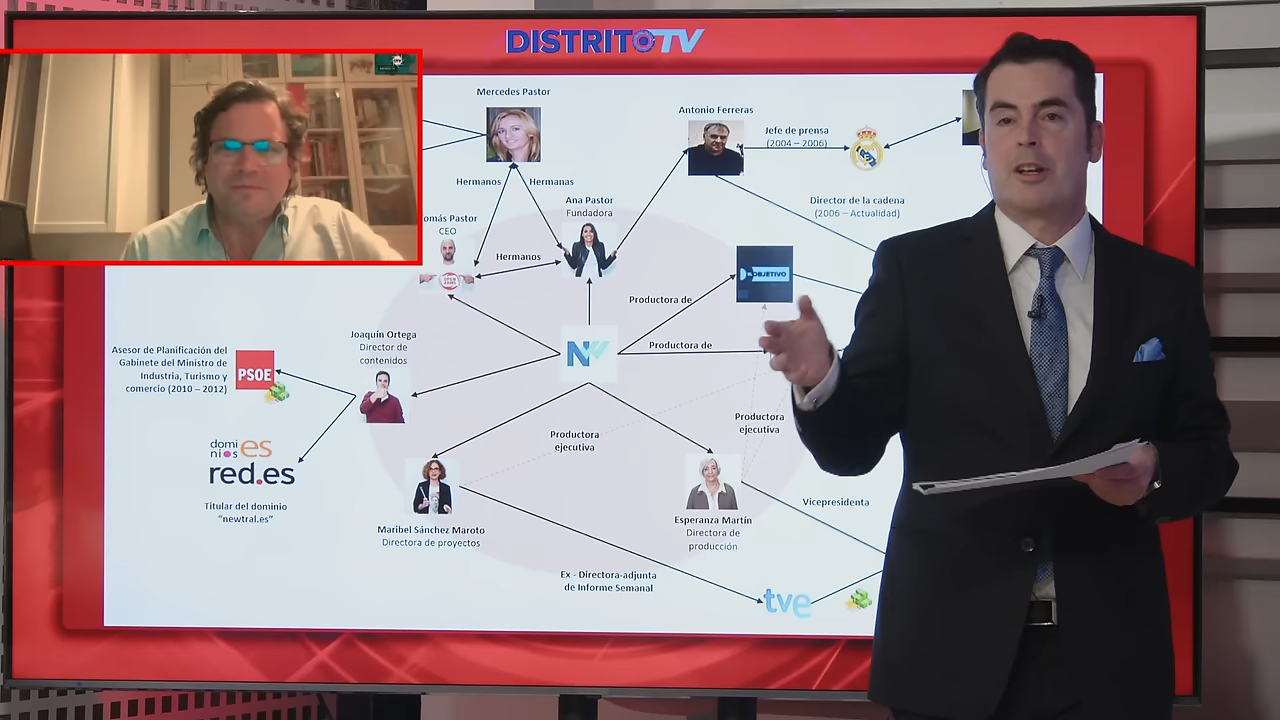 DISTRITOTV
Mercedes Pastor
Antonio Ferreras
Jefe de prensa
(2004 – 2006)
Hermanos
Hermanas
Ana Pastor
Fundadora
Director de la cadena
(2006 – Actualidad)
omás Pastor
CEO
OPEN
ARMS
Hermanos
OBJETIVO
Productora de
Productora de
N
Joaquín Ortega
Director de
contenidos
Asesor de Planificación del
Gabinete del Ministro de
Industria, Turismo y
comercio (2010 – 2012)
PSOE
domi
nios
es
red.es
Titular del dominio
“newtral.es”
Productora
ejecutiva
Productora
ejecutiva
Maribel Sánchez Maroto
Directora de proyectos
Esperanza Martín
Directora de
producción
Vicepresidenta
Ex - Directora-adjunta
de Informe Semanal
tve